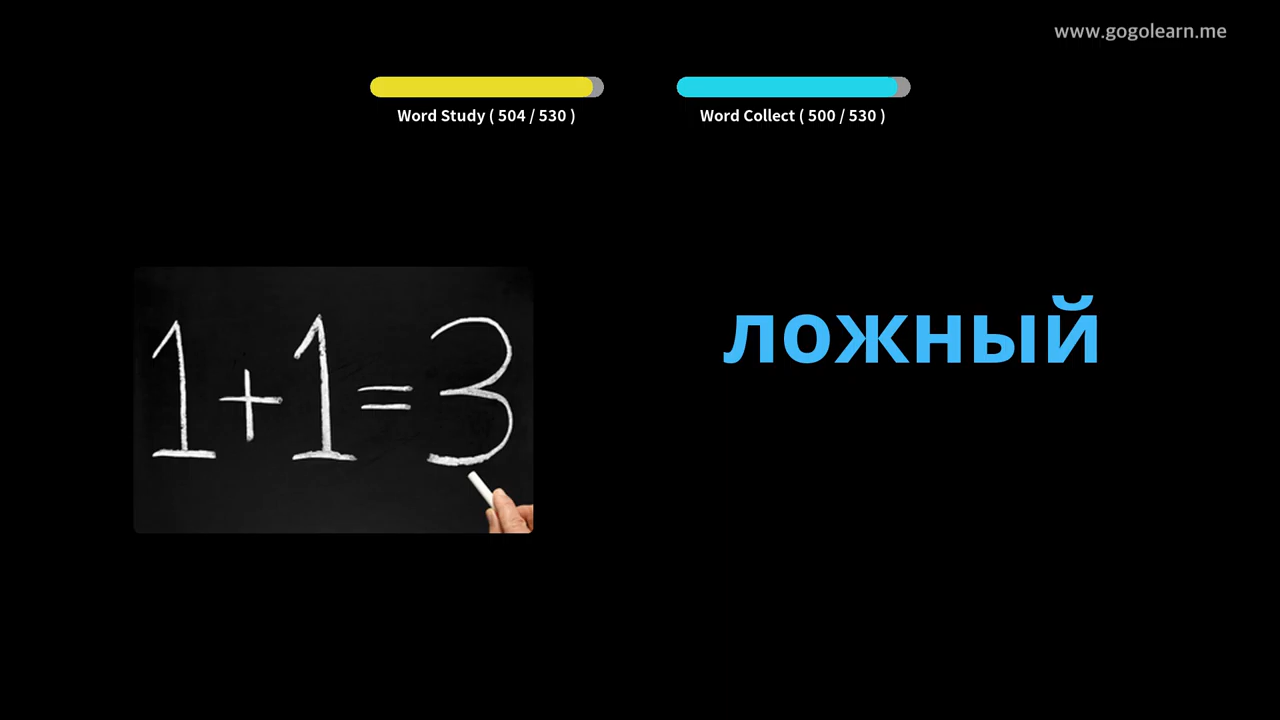 www.gogolearn.me
Word Study ( 504 / 530 )
Word Collect ( 500 / 530 )
ложный
1+1=3